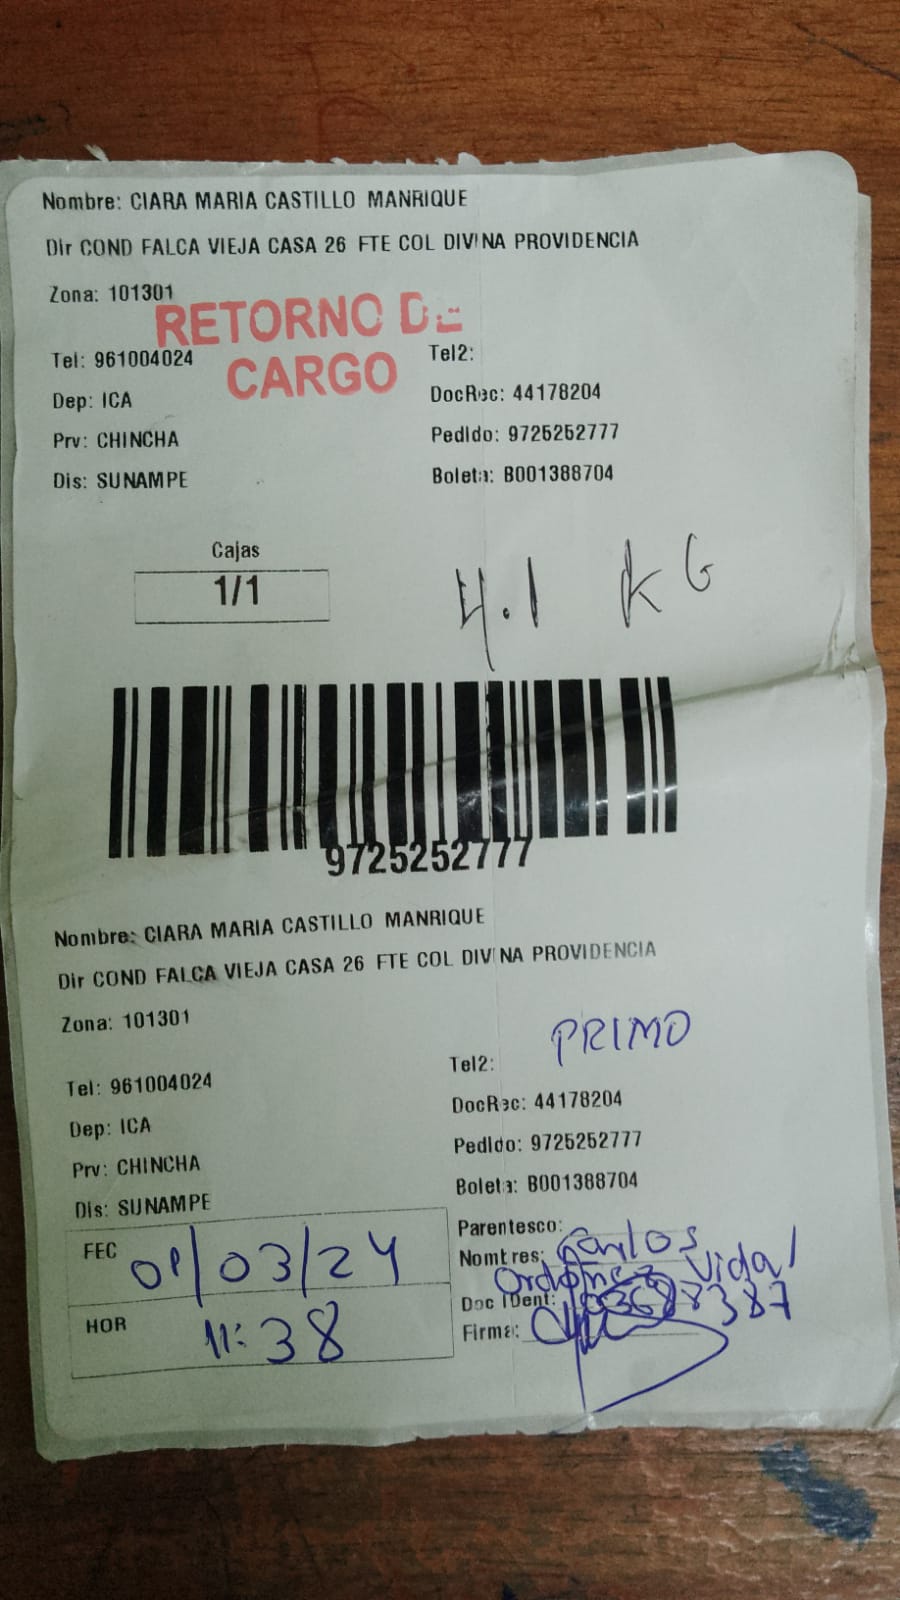 Nombre: CIARA MARIA CASTILLO MANRIQUE
Dir COND FALCA VIEJA CASA 26 FTE COL DIVINA PROVIDENCIA
Zona: 101301
RETORNO DE
CARGO
Tel: 961004024 Tel2:
Dep: ICA DocRec: 44178204
Prv: CHINCHA Pedido: 9725252777
Dis: SUNAMPE Boleta: B001388704
Cajas
1/1
4.1 KG
9725252777
Nombre: CIARA MARIA CASTILLO MANRIQUE
Dir COND FALCA VIEJA CASA 26 FTE COL DIVINA PROVIDENCIA
Zona: 101301
PRIMO
Tel: 961004024 Tel2:
Dep: ICA DocRec: 44178204
Prv: CHINCHA Pedido: 9725252777
Dis: SUNAMPE Boleta: B001388704
Parentesco:
FEC 01/03/24
Nombres: Carlos
Ordoñez Vidal
Doc IDent:
HOR 11:38
Firma: